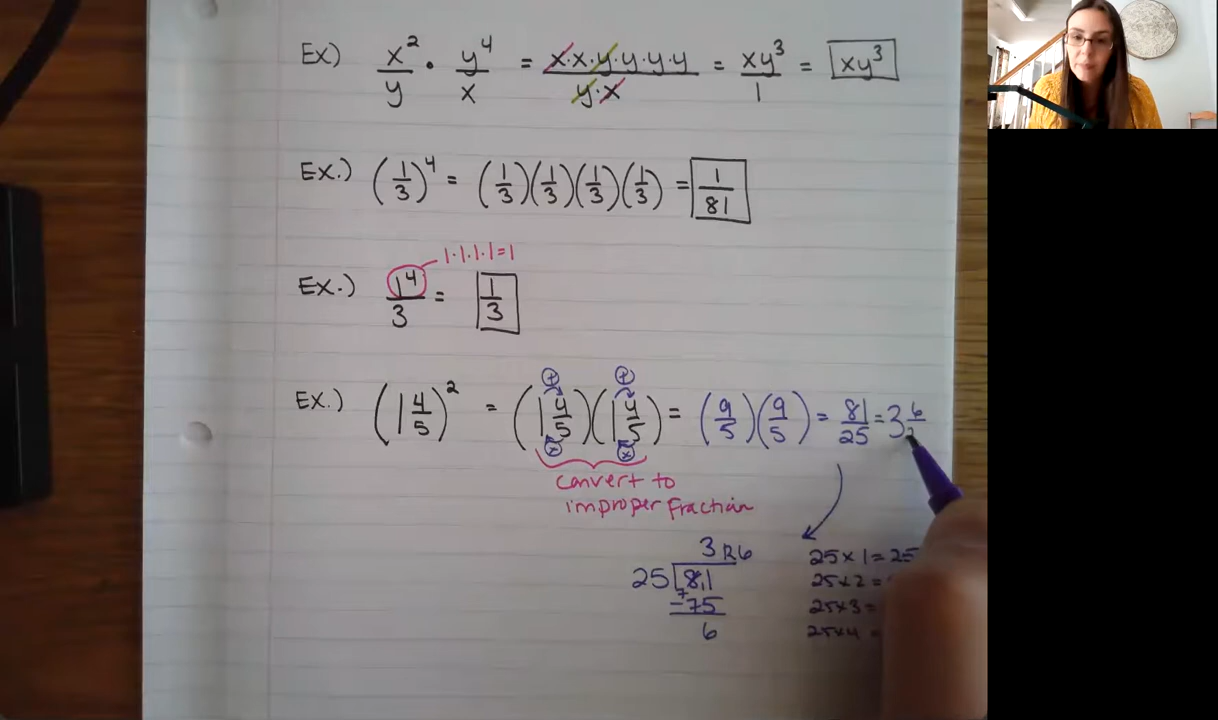 Ex) x²/y · y⁴/x = x·x·y·y·y·y/y·x = xy³/1 = xy³
Ex.) (1/3)⁴ = (1/3)(1/3)(1/3)(1/3) = 1/81
1·1·1·1=1
Ex.) 1⁴/3 = 1/3
Ex.) (1 4/5)² = (1 4/5)(1 4/5) = (9/5)(9/5) = 81/25 = 3 6/
convert to
improper fraction
3 R6
25 81
-75
6
25×1=25
25×2=
25×3=
25×4=